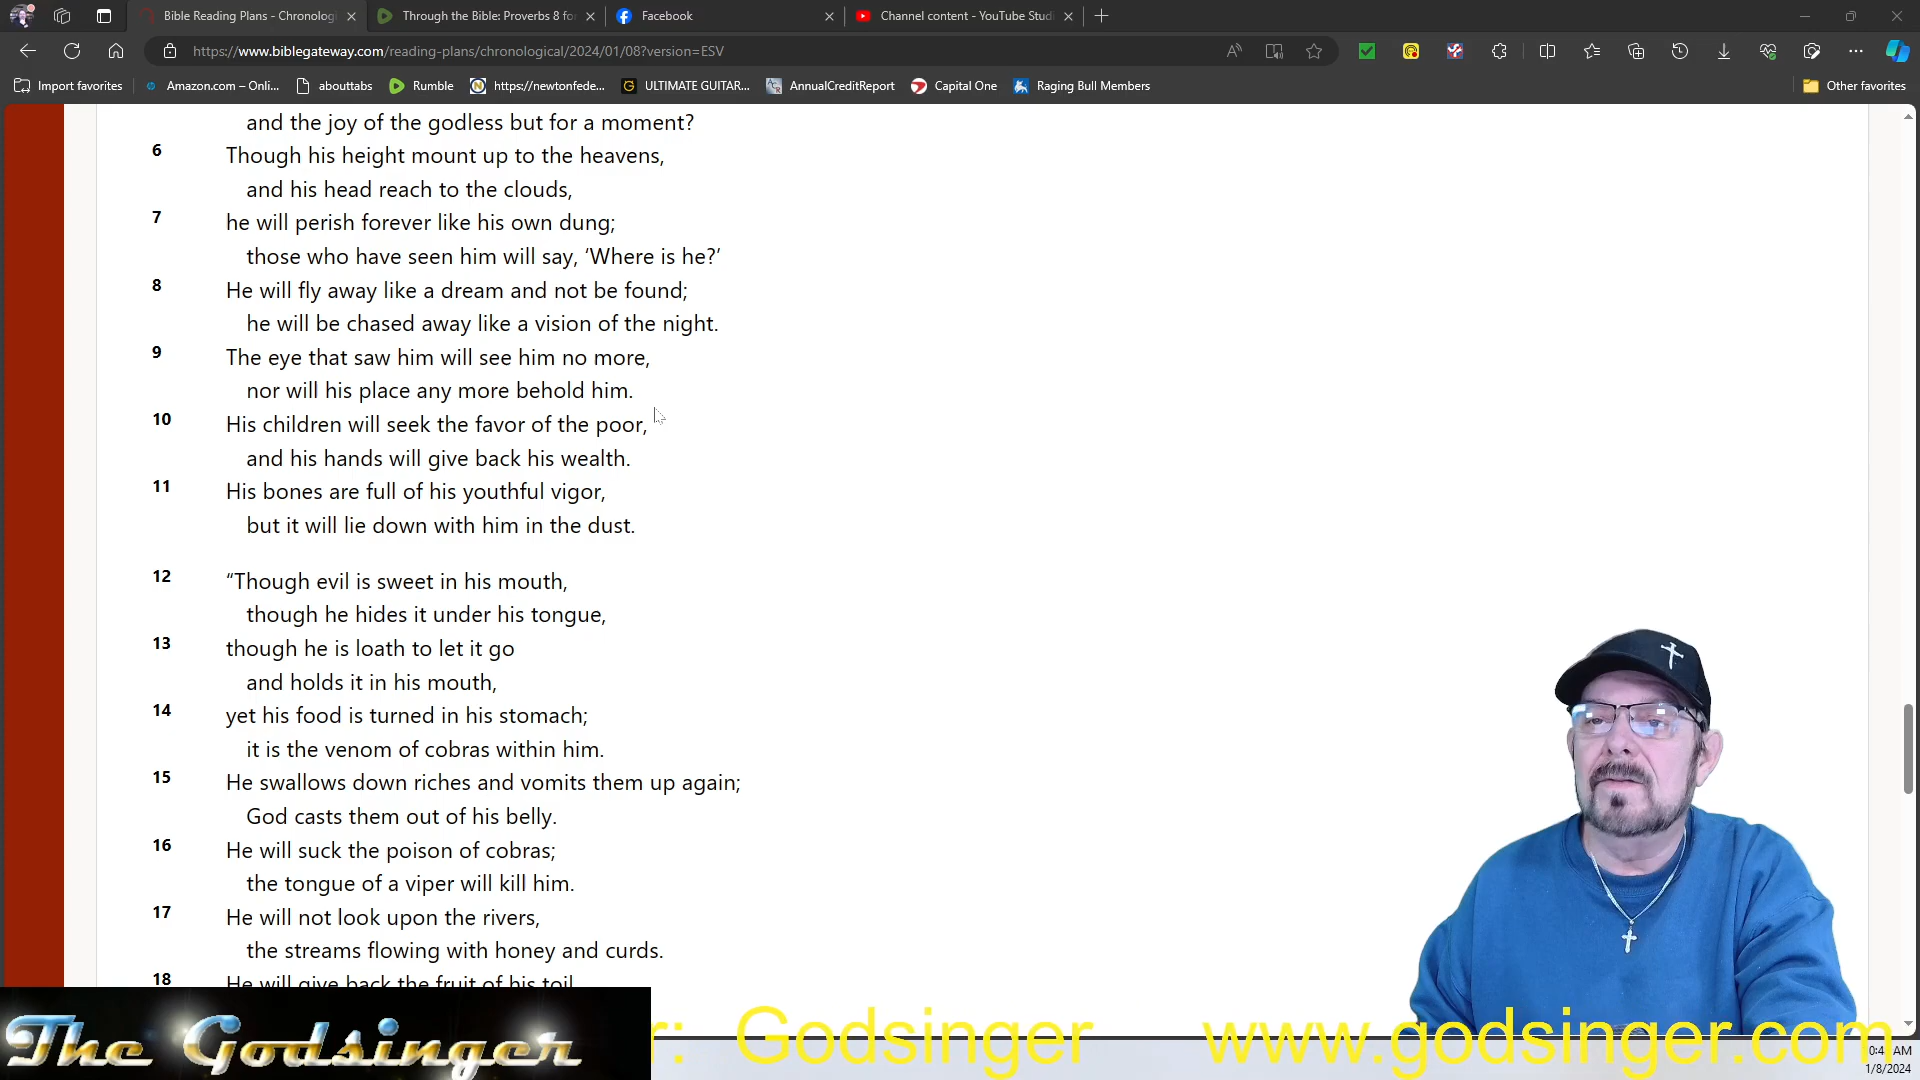 Bible Reading Plans - Chronologi
Through the Bible: Proverbs 8 for
Facebook
Channel content - YouTube Studi
https://www.biblegateway.com/reading-plans/chronological/2024/01/08?version=ESV
Import favorites
Amazon.com – Onli...
abouttabs
Rumble
https://newtonfede...
ULTIMATE GUITAR...
AnnualCreditReport
Capital One
Raging Bull Members
Other favorites
and the joy of the godless but for a moment?
6 Though his height mount up to the heavens,
and his head reach to the clouds,
7 he will perish forever like his own dung;
those who have seen him will say, ‘Where is he?’
8 He will fly away like a dream and not be found;
he will be chased away like a vision of the night.
9 The eye that saw him will see him no more,
nor will his place any more behold him.
10 His children will seek the favor of the poor,
and his hands will give back his wealth.
11 His bones are full of his youthful vigor,
but it will lie down with him in the dust.
12 “Though evil is sweet in his mouth,
though he hides it under his tongue,
13 though he is loath to let it go
and holds it in his mouth,
14 yet his food is turned in his stomach;
it is the venom of cobras within him.
15 He swallows down riches and vomits them up again;
God casts them out of his belly.
16 He will suck the poison of cobras;
the tongue of a viper will kill him.
17 He will not look upon the rivers,
the streams flowing with honey and curds.
18 He will give back the fruit of his toil
The Godsinger
r: Godsinger www.godsinger.com
AM
1/8/2024